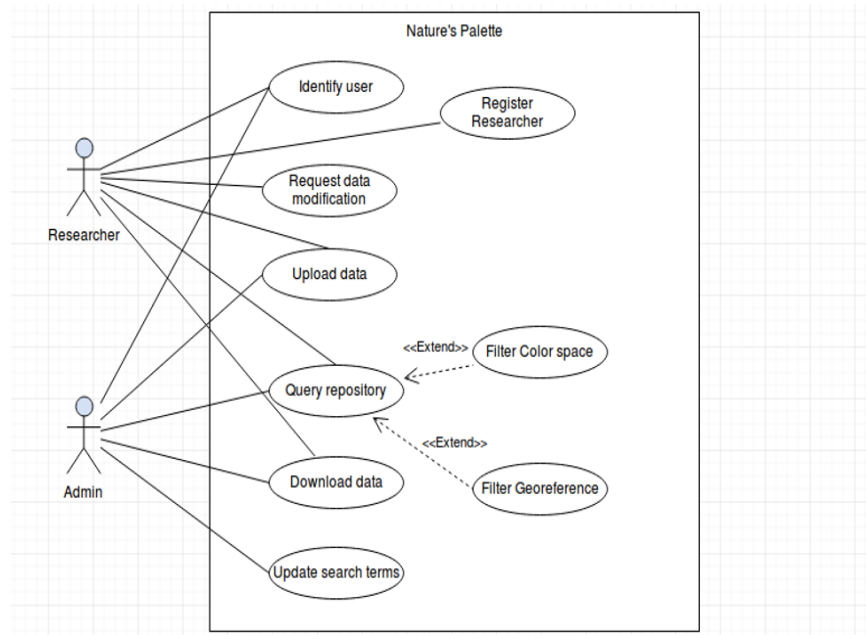 Nature's Palette
Identify user
Register
Researcher
Request data
modification
Researcher
Upload data
<<Extend>>
Filter Color space
Query repository
<<Extend>>
Admin
Download data
Filter Georeference
Update search terms